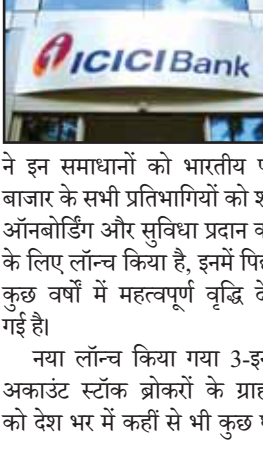 ICICI Bank
ने इन समाधानों को भारतीय
बाजार के सभी प्रतिभागियों को
ऑनबोर्डिंग और सुविधा प्रदान
के लिए लॉन्च किया है, इनमें
कुछ वर्षों में महत्वपूर्ण वृद्धि
गई है।
नया लॉन्च किया गया
अकाउंट स्टॉक ब्रोकरों के
को देश भर में कहीं से भी कुछ